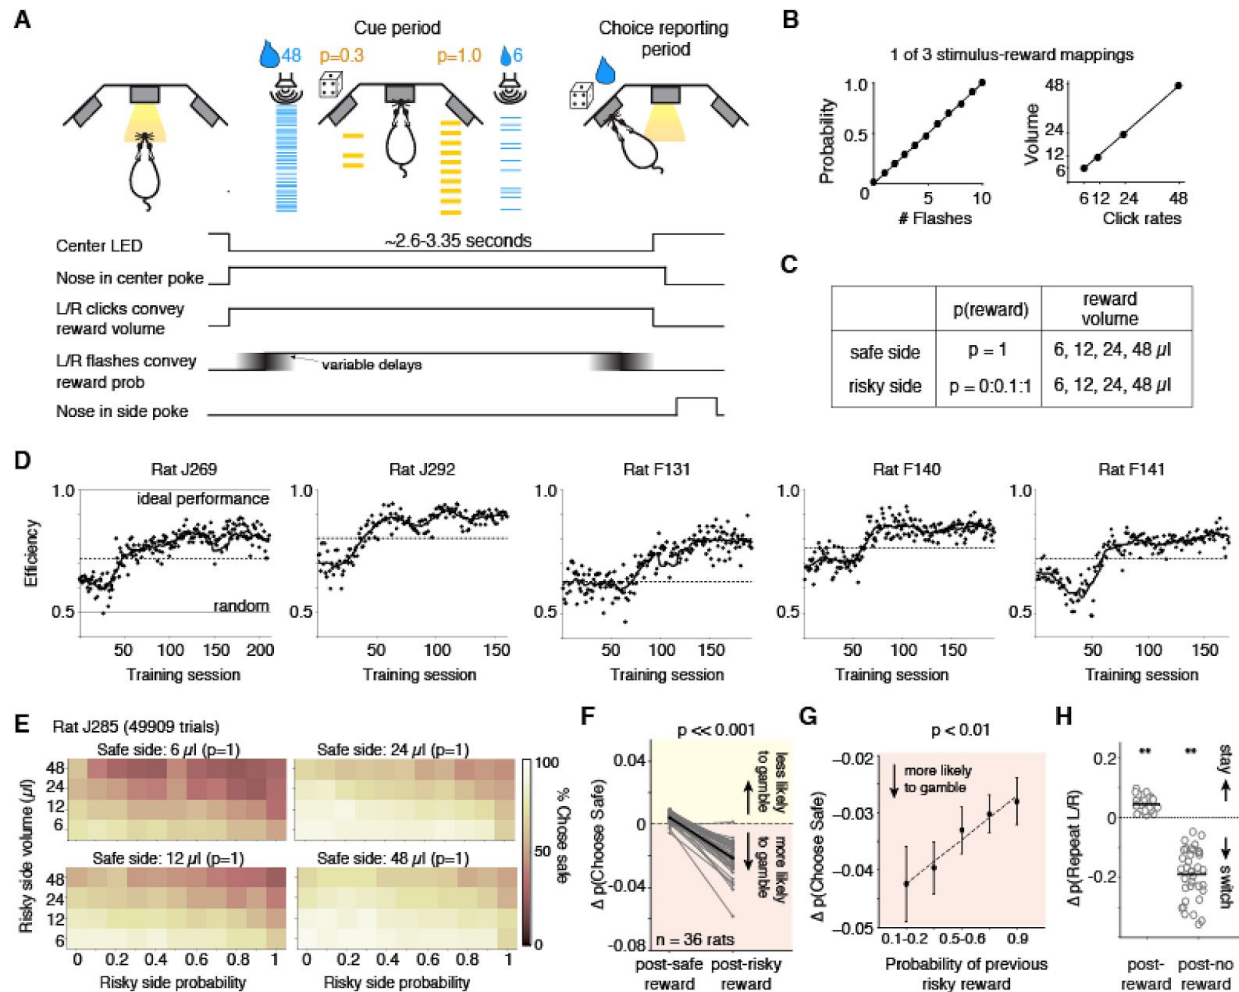 A
Cue period
Choice reporting
period
48
p=0.3
p=1.0
6
Center LED
~2.6-3.35 seconds
Nose in center poke
L/R clicks convey
reward volume
L/R flashes convey
reward prob
variable delays
Nose in side poke
B
1 of 3 stimulus-reward mappings
Probability
1.0
0.5
0
5
10
# Flashes
Volume
48
24
12
6
6 12 24 48
Click rates
C
p(reward)
reward
volume
safe side
p = 1
6, 12, 24, 48 µl
risky side
p = 0:0.1:1
6, 12, 24, 48 µl
D
Rat J269
Rat J292
Rat F131
Rat F140
Rat F141
Efficiency
1.0
ideal performance
0.5
random
50 100 150 200
Training session
1.0
0.5
50 100 150
Training session
1.0
0.5
50 100 150
Training session
1.0
0.5
50 100 150
Training session
1.0
0.5
50 100 150
Training session
E
Rat J285 (49909 trials)
Safe side: 6 µl (p=1)
Safe side: 24 µl (p=1)
Risky side volume (µl)
48
24
12
6
Safe side: 12 µl (p=1)
Safe side: 48 µl (p=1)
48
24
12
6
0 0.2 0.4 0.6 0.8 1
Risky side probability
0 0.2 0.4 0.6 0.8 1
Risky side probability
100
50
0
% Chose safe
F
p << 0.001
Δ p(Choose Safe)
0.04
0
-0.04
-0.08
less likely
to gamble
more likely
to gamble
n = 36 rats
post-safe
reward
post-risky
reward
G
p < 0.01
Δ p(Choose Safe)
-0.02
-0.03
-0.04
-0.05
more likely
to gamble
0.1-0.2 0.5-0.6 0.9
Probability of previous
risky reward
H
Δ p(Repeat L/R)
0.2
0
-0.2
** **
stay
switch
post-
reward
post-no
reward